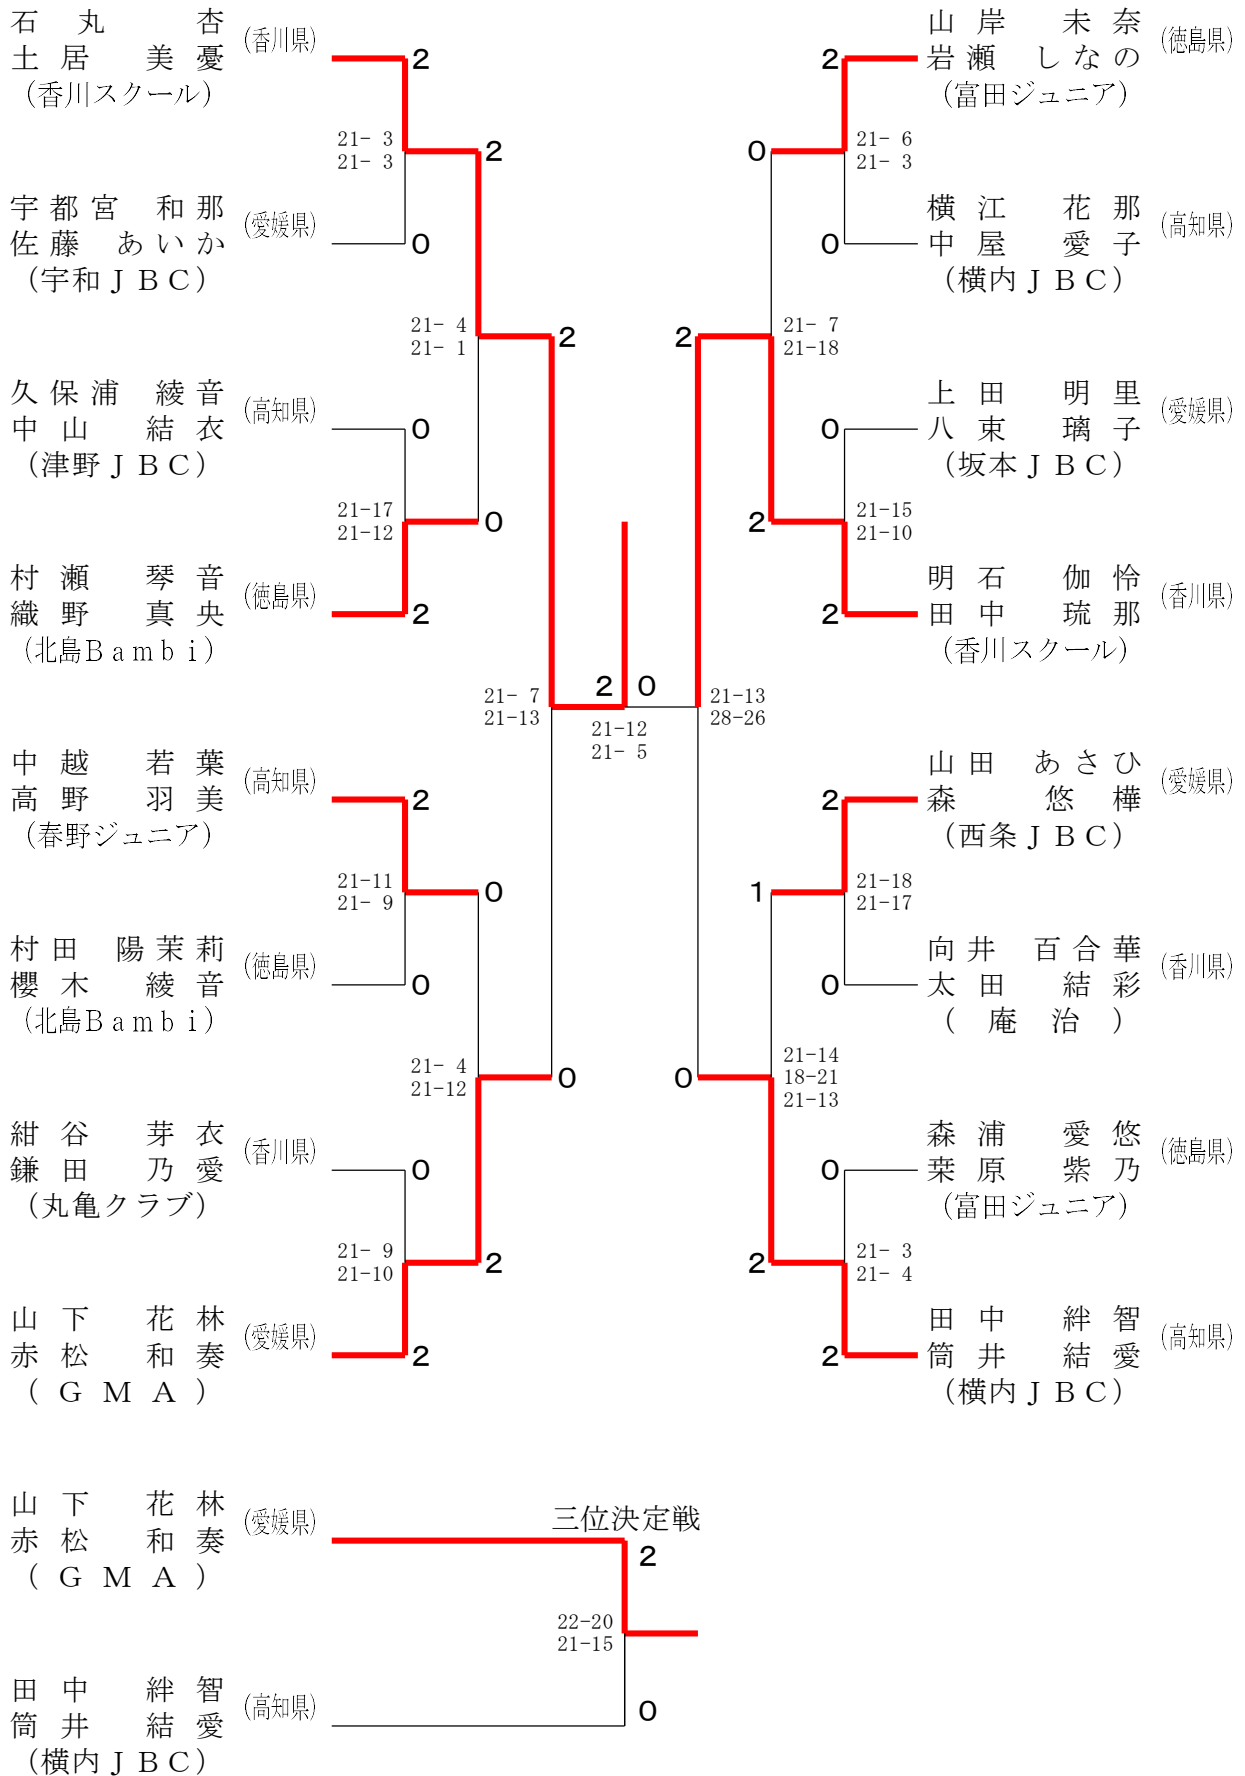 石丸 杏
土居 美憂
(香川スクール)
(香川県)
2
21- 3
21- 3
2
宇都宮 和那
佐藤 あいか
(宇和JBC)
(愛媛県)
0
21- 4
21- 1
2
久保浦 綾音
中山 結衣
(津野JBC)
(高知県)
0
21-17
21-12
0
村瀬 琴音
織野 真央
(北島Bambi)
(徳島県)
2
21- 7
21-13
中越 若葉
高野 羽美
(春野ジュニア)
(高知県)
2
21-11
21- 9
0
村田 陽茉莉
櫻木 綾音
(北島Bambi)
(徳島県)
0
21- 4
21-12
0
紺谷 芽衣
鎌田 乃愛
(丸亀クラブ)
(香川県)
0
21- 9
21-10
2
山下 花林
赤松 和奏
(GMA)
(愛媛県)
2
2 0
21-12
21- 5
山岸 未奈
岩瀬 しなの
(富田ジュニア)
(徳島県)
2
21- 6
21- 3
0
横江 花那
中屋 愛子
(横内JBC)
(高知県)
0
21- 7
21-18
2
上田 明里
八束 璃子
(坂本JBC)
(愛媛県)
0
21-15
21-10
2
明石 伽怜
田中 琉那
(香川スクール)
(香川県)
2
21-13
28-26
山田 あさひ
森 悠樺
(西条JBC)
(愛媛県)
2
21-18
21-17
1
向井 百合華
太田 結彩
(庵治)
(香川県)
0
21-14
18-21
21-13
0
森浦 愛悠
桒原 紫乃
(富田ジュニア)
(徳島県)
0
21- 3
21- 4
2
田中 絆智
筒井 結愛
(横内JBC)
(高知県)
2
三位決定戦
山下 花林
赤松 和奏
(GMA)
(愛媛県)
2
22-20
21-15
田中 絆智
筒井 結愛
(横内JBC)
(高知県)
0